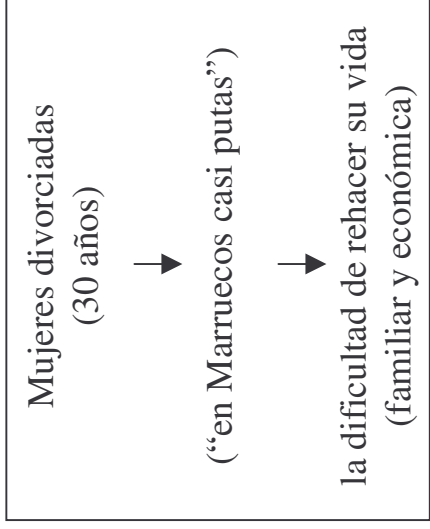 Mujeres divorciadas
(30 años)
(“en Marruecos casi putas”)
la dificultad de rehacer su vida
(familiar y económica)